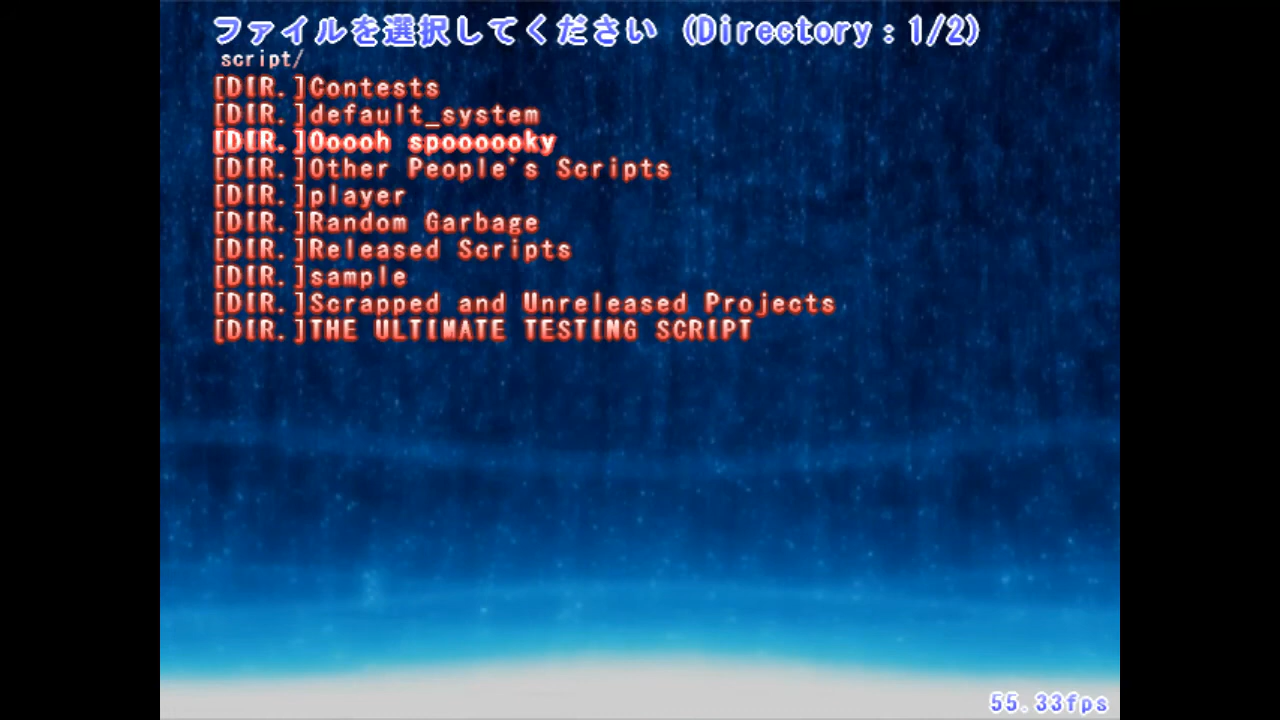 ファイルを選択してください (Directory：1/2)
script/
[DIR.]Contests
[DIR.]default_system
[DIR.]Ooooh spoooooky
[DIR.]Other People's Scripts
[DIR.]player
[DIR.]Random Garbage
[DIR.]Released Scripts
[DIR.]sample
[DIR.]Scrapped and Unreleased Projects
[DIR.]THE ULTIMATE TESTING SCRIPT
55.33fps